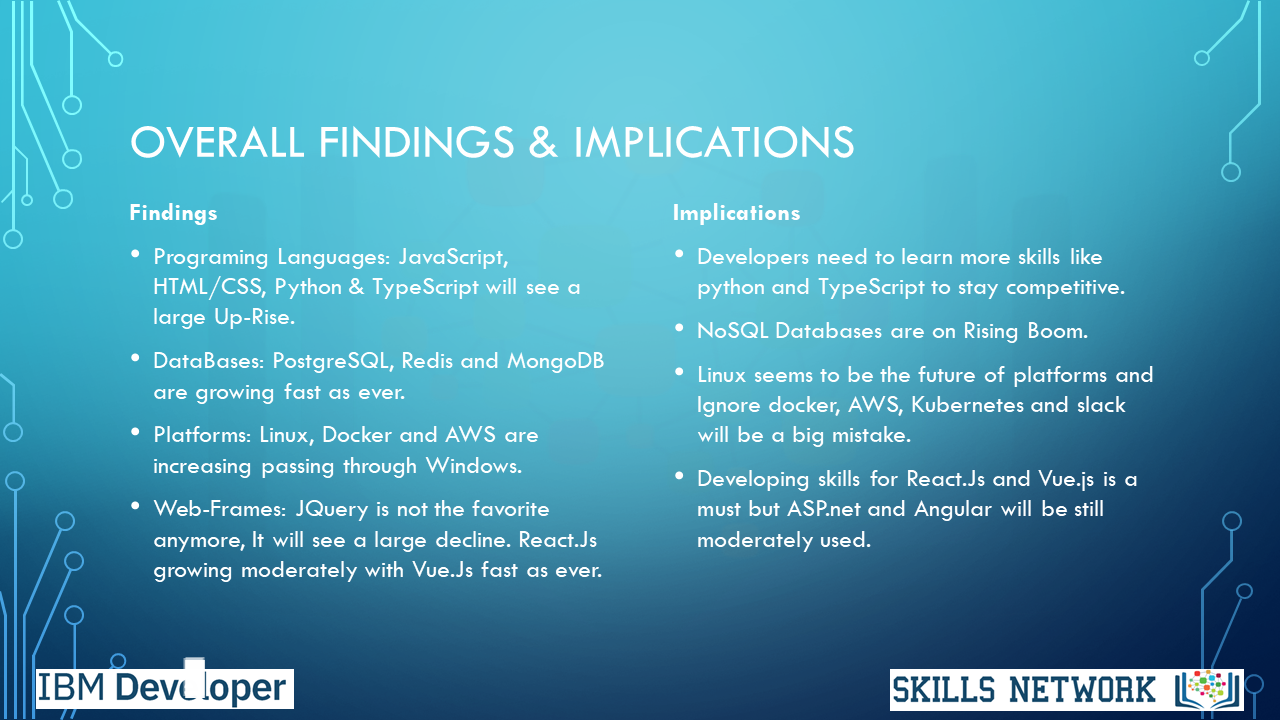 OVERALL FINDINGS & IMPLICATIONS
Findings
• Programing Languages: JavaScript,
HTML/CSS, Python & TypeScript will see a
large Up-Rise.
• DataBases: PostgreSQL, Redis and MongoDB
are growing fast as ever.
• Platforms: Linux, Docker and AWS are
increasing passing through Windows.
• Web-Frames: JQuery is not the favorite
anymore, It will see a large decline. React.Js
growing moderately with Vue.Js fast as ever.
Implications
• Developers need to learn more skills like
python and TypeScript to stay competitive.
• NoSQL Databases are on Rising Boom.
• Linux seems to be the future of platforms and
Ignore docker, AWS, Kubernetes and slack
will be a big mistake.
• Developing skills for React.Js and Vue.js is a
must but ASP.net and Angular will be still
moderately used.
IBM Developer
SKILLS NETWORK